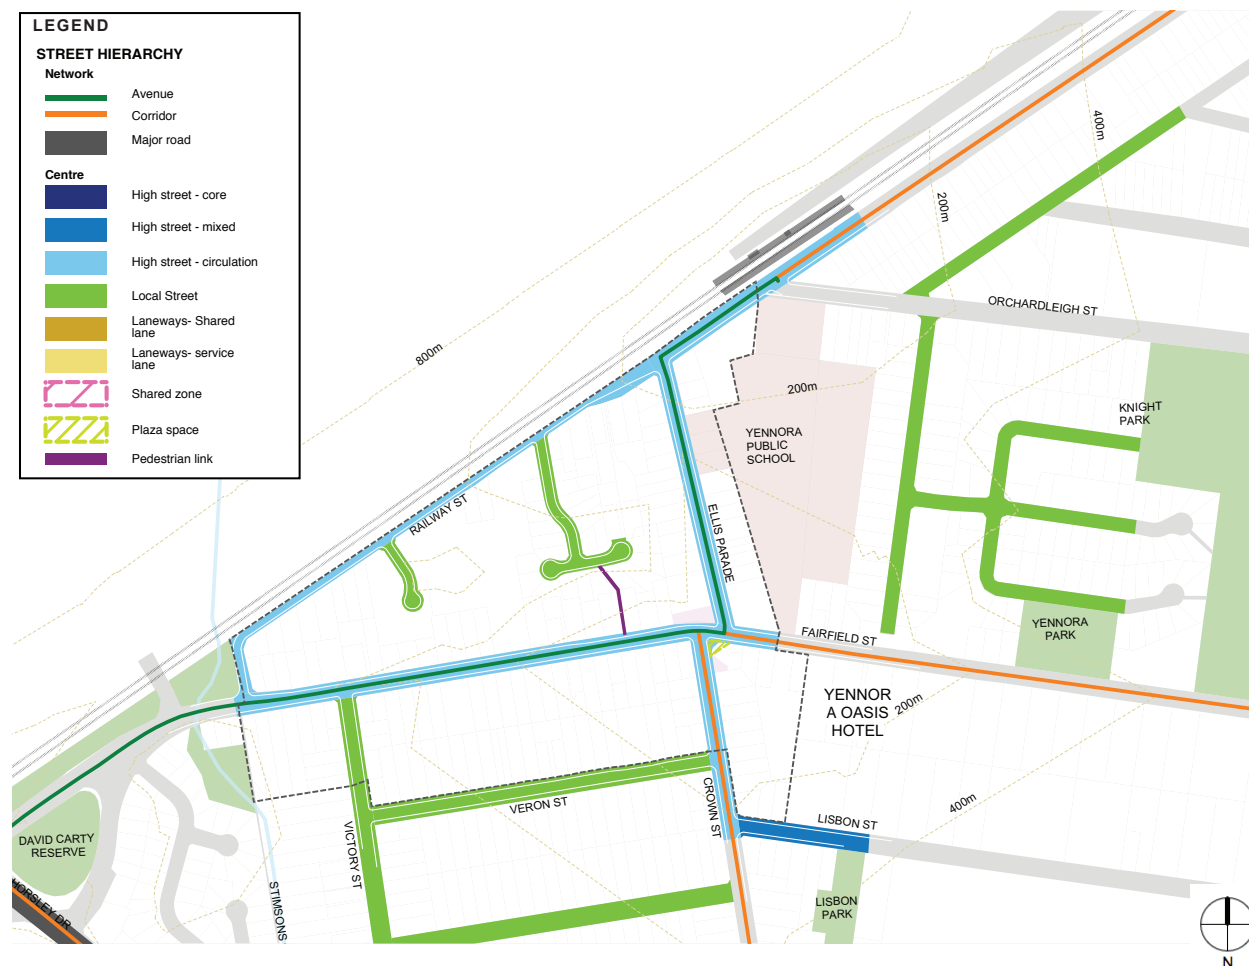 LEGEND
STREET HIERARCHY
Network
Avenue
Corridor
Major road
Centre
High street - core
High street - mixed
High street - circulation
Local Street
Laneways- Shared
lane
Laneways- service
lane
Shared zone
Plaza space
Pedestrian link
400m
200m
800m
ORCHARDLEIGH ST
200m
KNIGHT
PARK
YENNORA
PUBLIC
SCHOOL
RAILWAY ST
ELLIS PARADE
YENNORA
PARK
FAIRFIELD ST
YENNOR
A OASIS
HOTEL
200m
400m
VERON ST
CROWN ST
LISBON ST
VICTORY ST
DAVID CARTY
RESERVE
HORSLEY DR
STIMSONS
LISBON
PARK
N